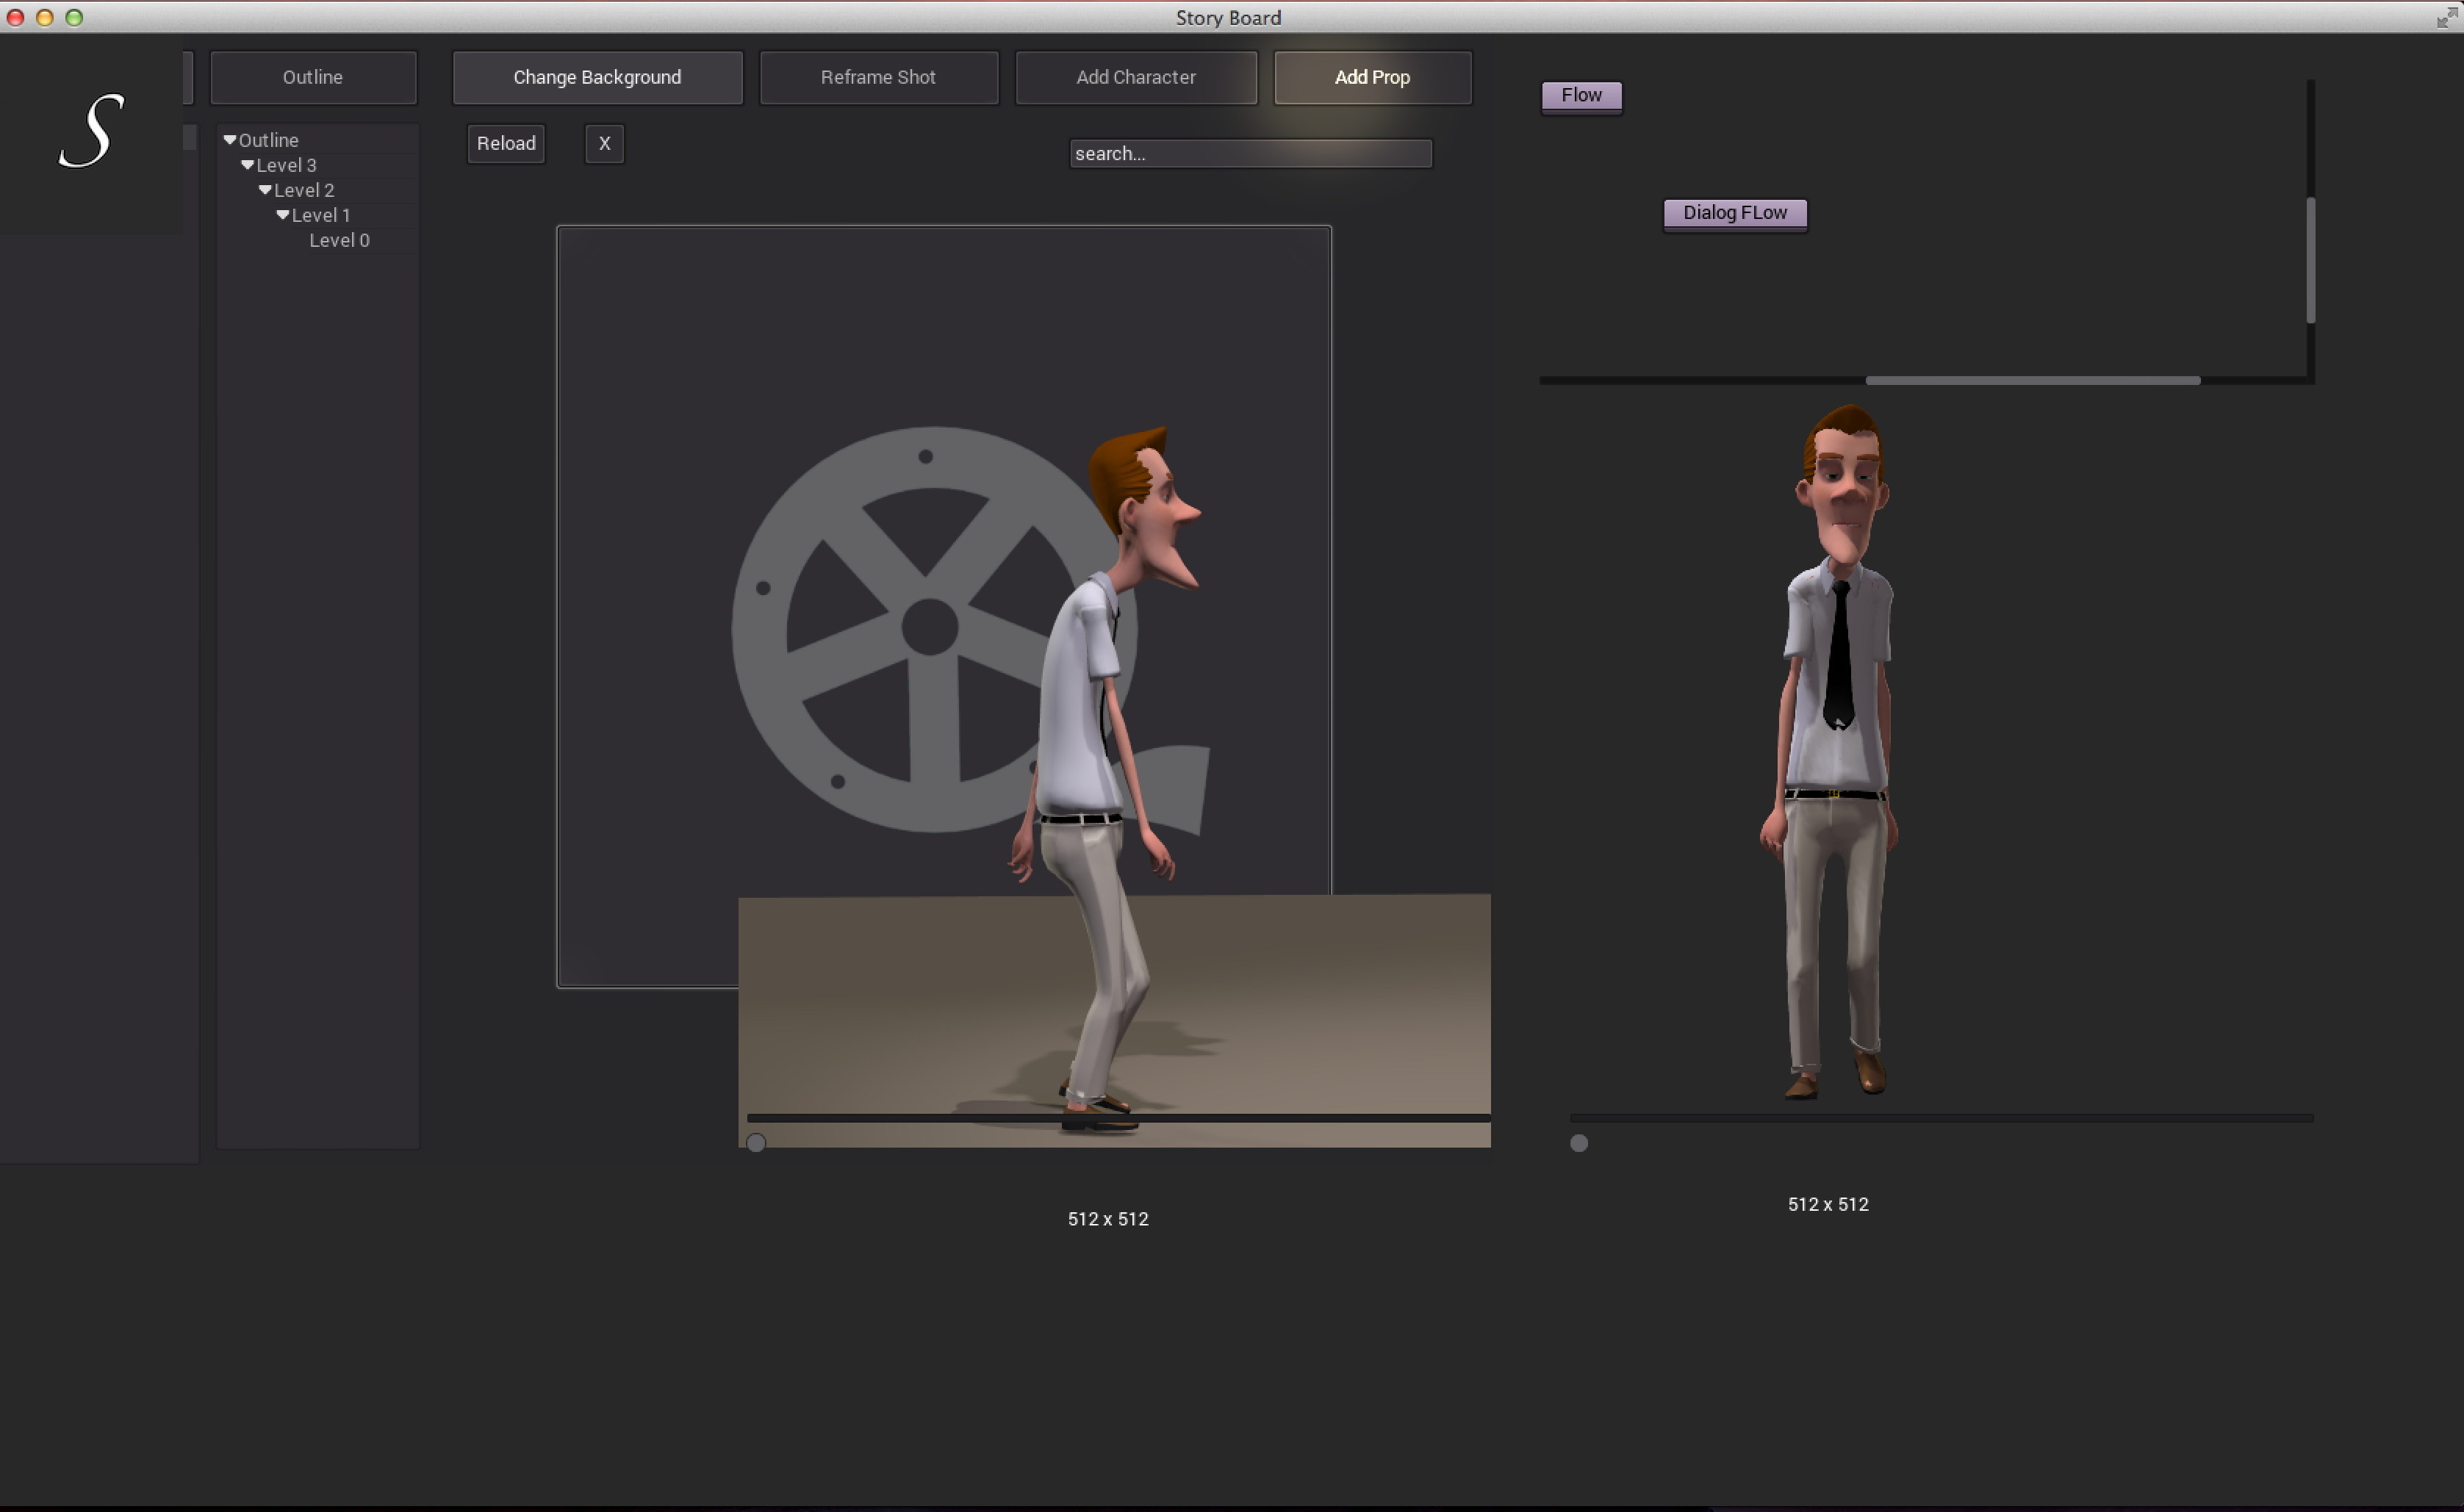 Story Board
S
Outline
Change Background
Reframe Shot
Add Character
Add Prop
Flow
Reload
X
search...
Outline
Level 3
Level 2
Level 1
Level 0
Dialog FLow
512 x 512
512 x 512